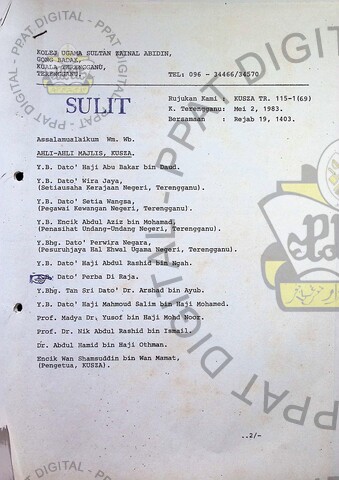 KOLEJ UGAMA SULTAN ZAINAL ABIDIN,
GONG BADAK,
KUALA TERENGGANU,
TERENGGANU.
TEL: 096 - 34466/34570
SULIT
Rujukan Kami : KUSZA TR. 115-1(69)
K. Terengganu: Mei 2, 1983.
Bersamaan : Rejab 19, 1403.
Assalamualaikum Wm. Wb.
AHLI-AHLI MAJLIS, KUSZA.
Y.B. Dato' Haji Abu Bakar bin Daud.
Y.B. Dato' Wira Jaya,
(Setiausaha Kerajaan Negeri, Terengganu).
Y.B. Dato' Setia Wangsa,
(Pegawai Kewangan Negeri, Terengganu).
Y.B. Encik Abdul Aziz bin Mohamad,
(Penasihat Undang-Undang Negeri, Terengganu).
Y.Bhg. Dato' Perwira Negara,
(Pesuruhjaya Hal Ehwal Ugama Negeri, Terengganu).
Y.B. Dato' Haji Abdul Rashid bin Ngah.
Dato' Perba Di Raja.
Y.Bhg. Tan Sri Dato' Dr. Arshad bin Ayub.
Y.B. Dato' Haji Mahmoud Salim bin Haji Mohamed.
Prof. Madya Dr. Yusof bin Haji Mohd Noor.
Prof. Dr. Nik Abdul Rashid bin Ismail.
Dr. Abdul Hamid bin Haji Othman.
Encik Wan Shamsuddin bin Wan Mamat,
(Pengetua, KUSZA).
..2/-
PPAT DIGITAL - PPAT DIGITAL